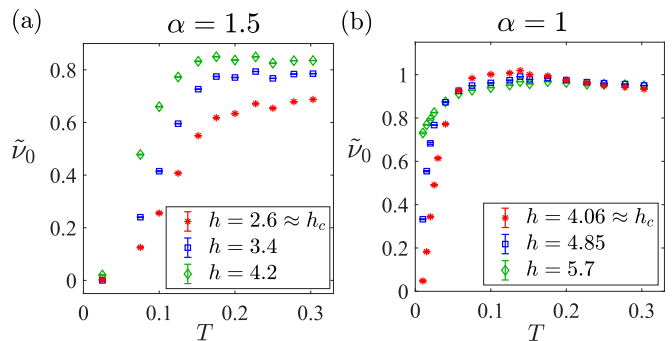 (a) α = 1.5
0.8
0.6
0.4
0.2
0
ν̃₀
h = 2.6 ≈ h_c
h = 3.4
h = 4.2
0 0.1 0.2 0.3
T
(b) α = 1
1
0.8
0.6
0.4
0.2
0
ν̃₀
h = 4.06 ≈ h_c
h = 4.85
h = 5.7
0 0.1 0.2 0.3
T